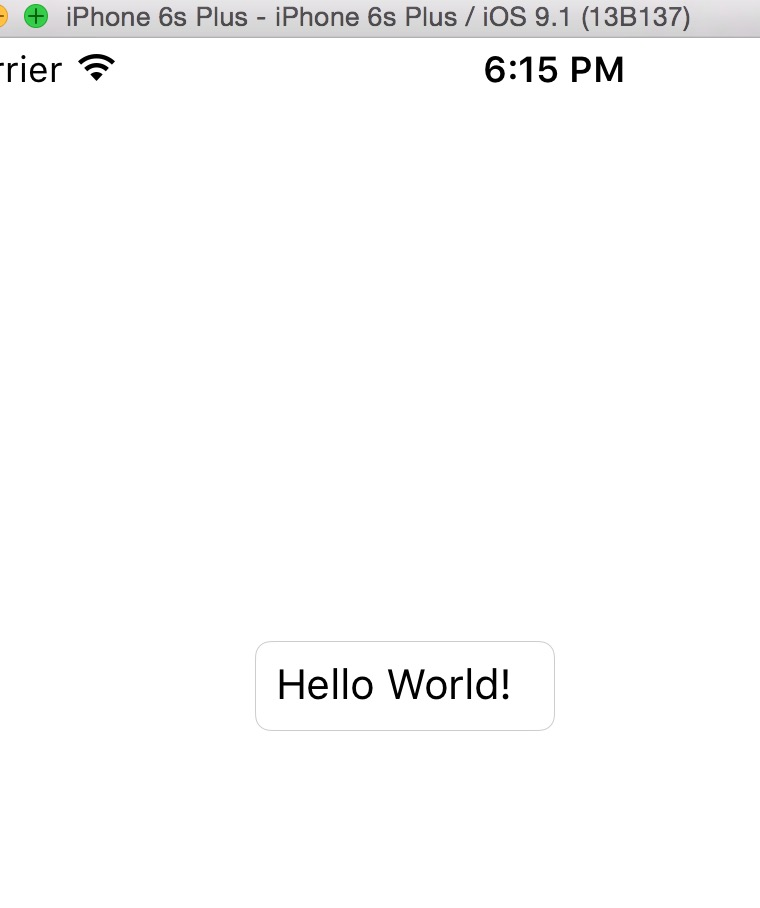 iPhone 6s Plus - iPhone 6s Plus / iOS 9.1 (13B137)
rrier 6:15 PM
Hello World!